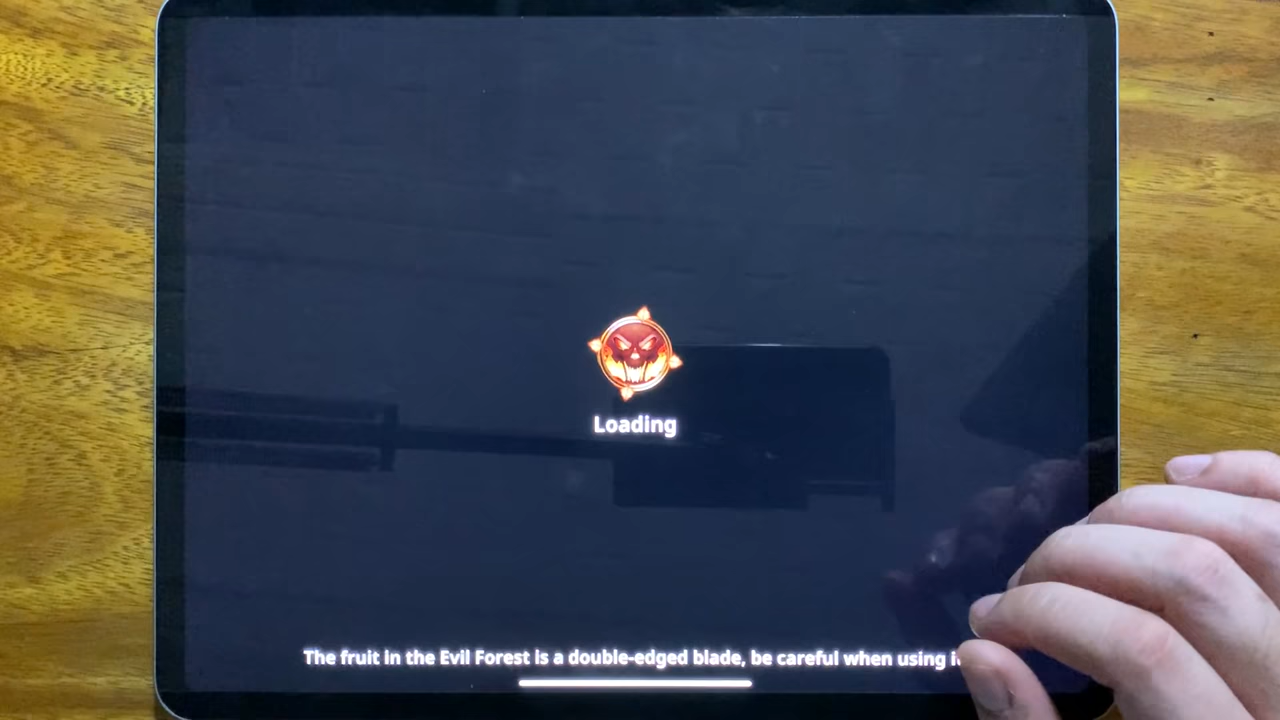 Loading
The fruit in the Evil Forest is a double-edged blade, be careful when using